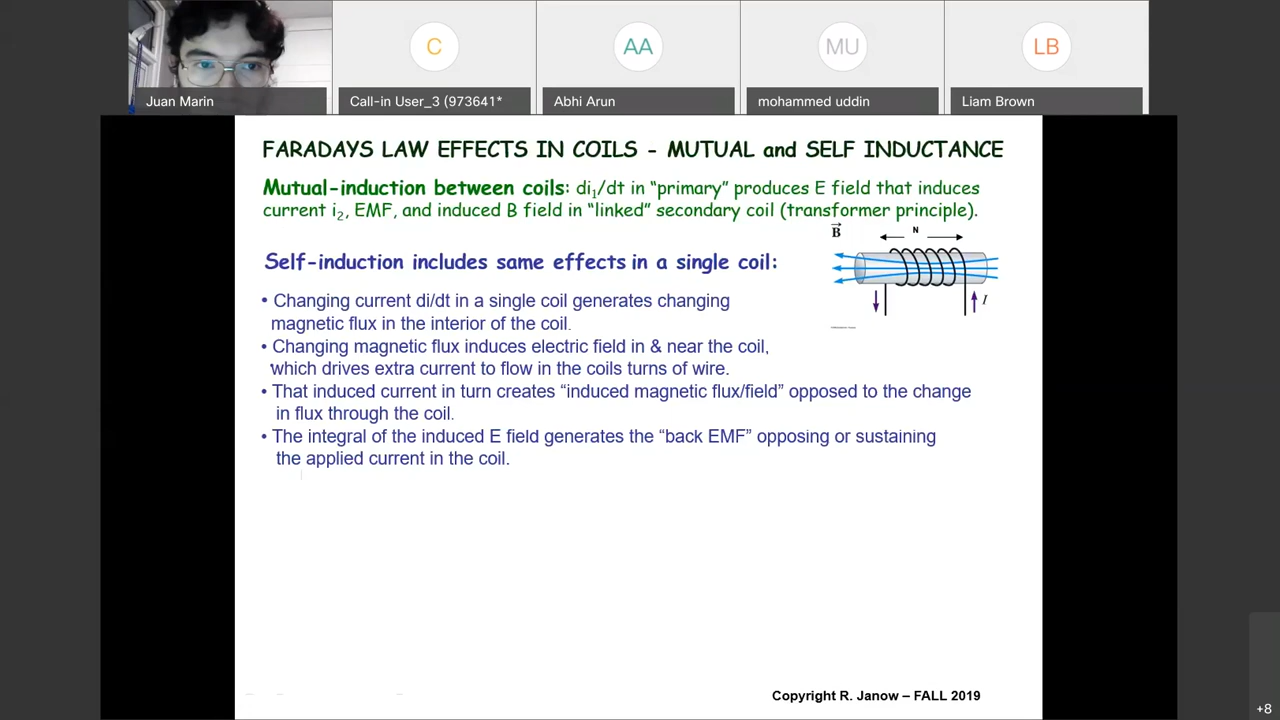 C
AA
MU
LB
Juan Marin
Call-in User_3 (973641*
Abhi Arun
mohammed uddin
Liam Brown
FARADAYS LAW EFFECTS IN COILS - MUTUAL and SELF INDUCTANCE
Mutual-induction between coils: di₁/dt in “primary” produces E field that induces
current i₂, EMF, and induced B field in “linked” secondary coil (transformer principle).
B
N
Self-induction includes same effects in a single coil:
I
• Changing current di/dt in a single coil generates changing
magnetic flux in the interior of the coil.
• Changing magnetic flux induces electric field in & near the coil,
which drives extra current to flow in the coils turns of wire.
• That induced current in turn creates “induced magnetic flux/field” opposed to the change
in flux through the coil.
• The integral of the induced E field generates the “back EMF” opposing or sustaining
the applied current in the coil.
Copyright R. Janow – FALL 2019
+8